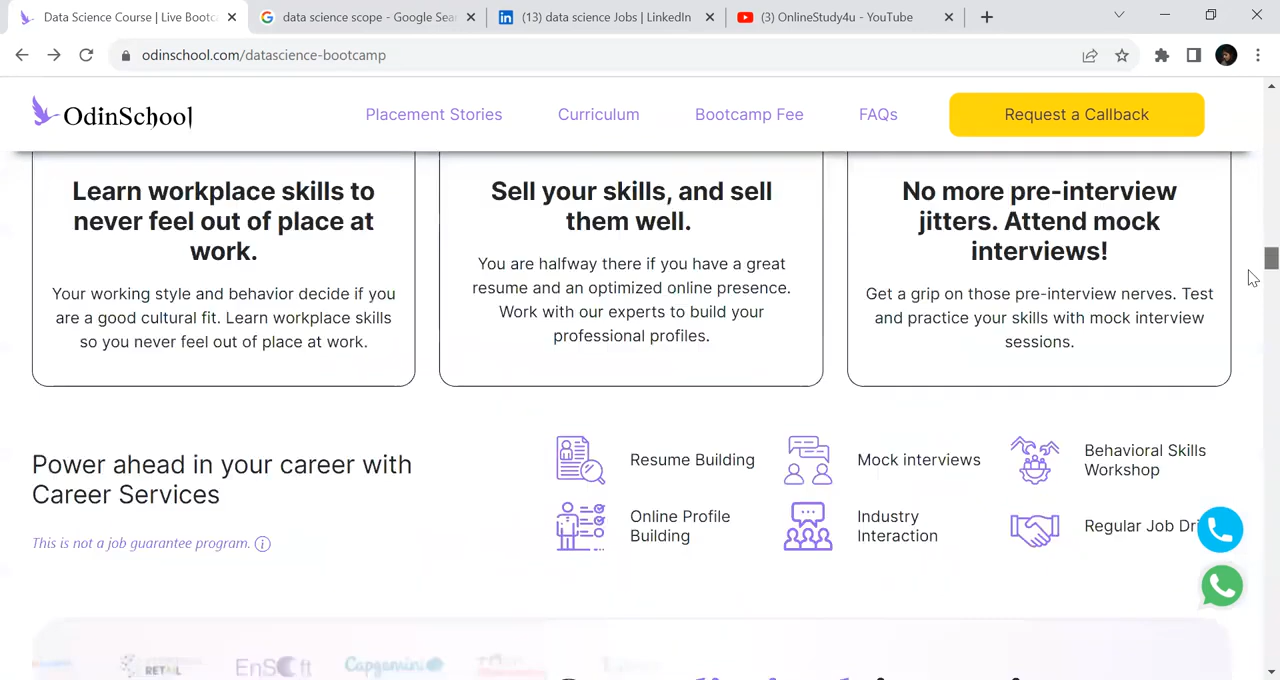 Data Science Course | Live Bootc
data science scope - Google Sea
(13) data science Jobs | LinkedIn
(3) OnlineStudy4u - YouTube
odinschool.com/datascience-bootcamp
OdinSchool
Placement Stories
Curriculum
Bootcamp Fee
FAQs
Request a Callback
Learn workplace skills to
never feel out of place at
work.
Your working style and behavior decide if you
are a good cultural fit. Learn workplace skills
so you never feel out of place at work.
Sell your skills, and sell
them well.
You are halfway there if you have a great
resume and an optimized online presence.
Work with our experts to build your
professional profiles.
No more pre-interview
jitters. Attend mock
interviews!
Get a grip on those pre-interview nerves. Test
and practice your skills with mock interview
sessions.
Power ahead in your career with
Career Services
This is not a job guarantee program.
Resume Building
Mock interviews
Behavioral Skills
Workshop
Online Profile
Building
Industry
Interaction
Regular Job Dri
RETAIL
Capgemini